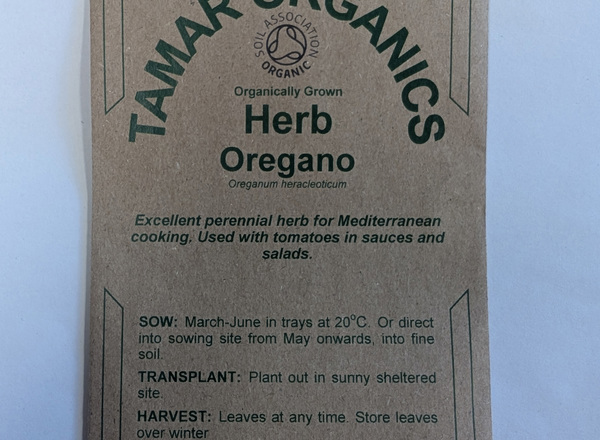 TAMAR ORGANICS
SOIL ASSOCIATION
ORGANIC
Organically Grown
Herb
Oregano
Oreganum heracleoticum
Excellent perennial herb for Mediterranean
cooking. Used with tomatoes in sauces and
salads.
SOW: March-June in trays at 20°C. Or direct
into sowing site from May onwards, into fine
soil.
TRANSPLANT: Plant out in sunny sheltered
site.
HARVEST: Leaves at any time. Store leaves
over winter